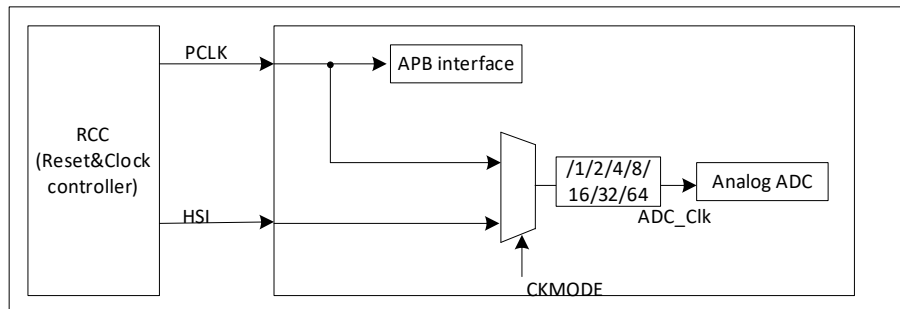 PCLK
APB interface
RCC
(Reset&Clock
controller)
/1/2/4/8/
16/32/64
Analog ADC
HSI
ADC_Clk
CKMODE